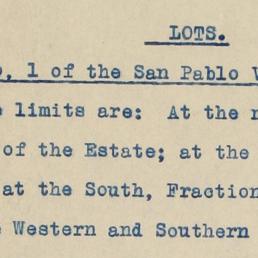 LOTS.
o, 1 of the San Pablo V
e limits are: At the n
of the Estate; at the
at the South, Fraction
e Western and Southern